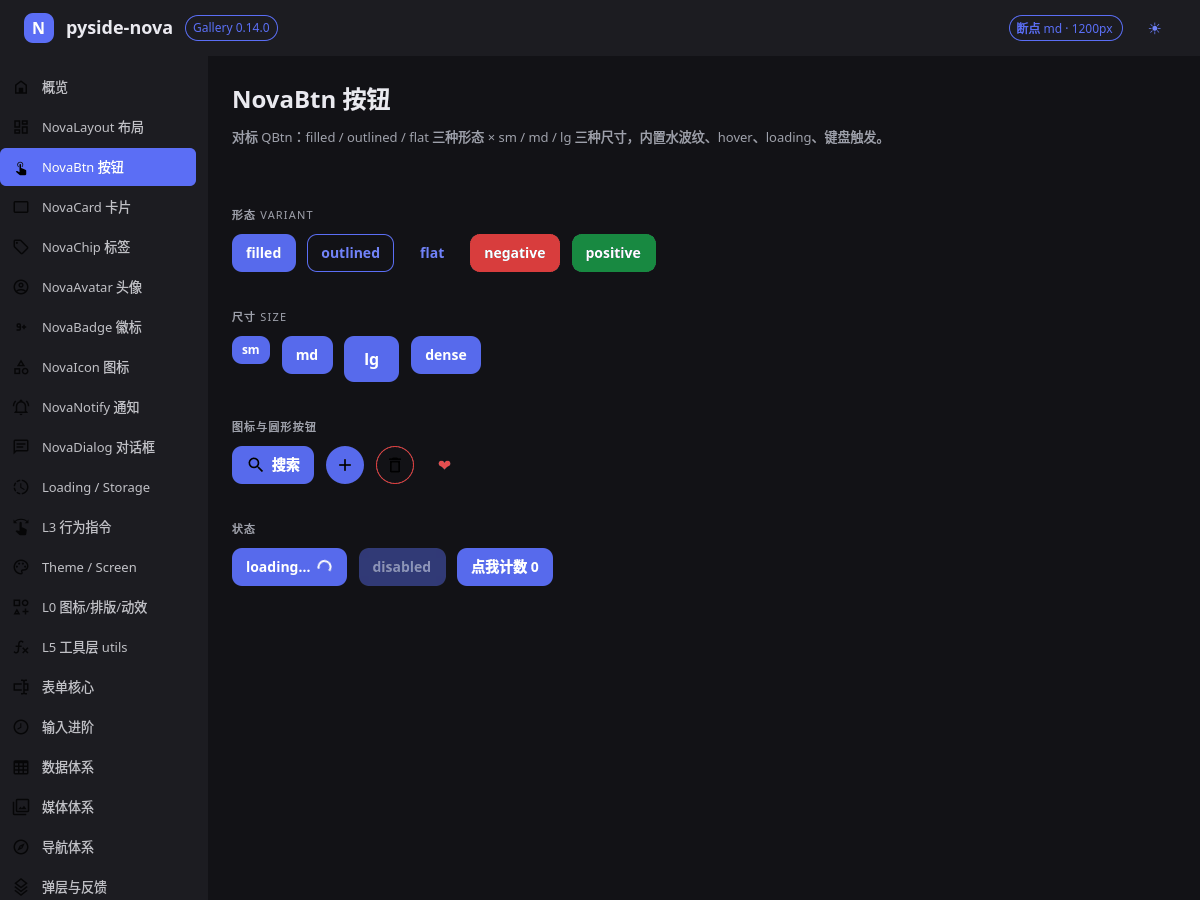 N pyside-nova Gallery 0.14.0 断点 md · 1200px
概览
NovaLayout 布局
NovaBtn 按钮
NovaCard 卡片
NovaChip 标签
NovaAvatar 头像
NovaBadge 徽标
NovaIcon 图标
NovaNotify 通知
NovaDialog 对话框
Loading / Storage
L3 行为指令
Theme / Screen
L0 图标/排版/动效
L5 工具层 utils
表单核心
输入进阶
数据体系
媒体体系
导航体系
弹层与反馈
NovaBtn 按钮
对标 QBtn：filled / outlined / flat 三种形态 × sm / md / lg 三种尺寸，内置水波纹、hover、loading、键盘触发。
形态 VARIANT
filled outlined flat negative positive
尺寸 SIZE
sm md lg dense
图标与圆形按钮
搜索
状态
loading... disabled 点我计数 0